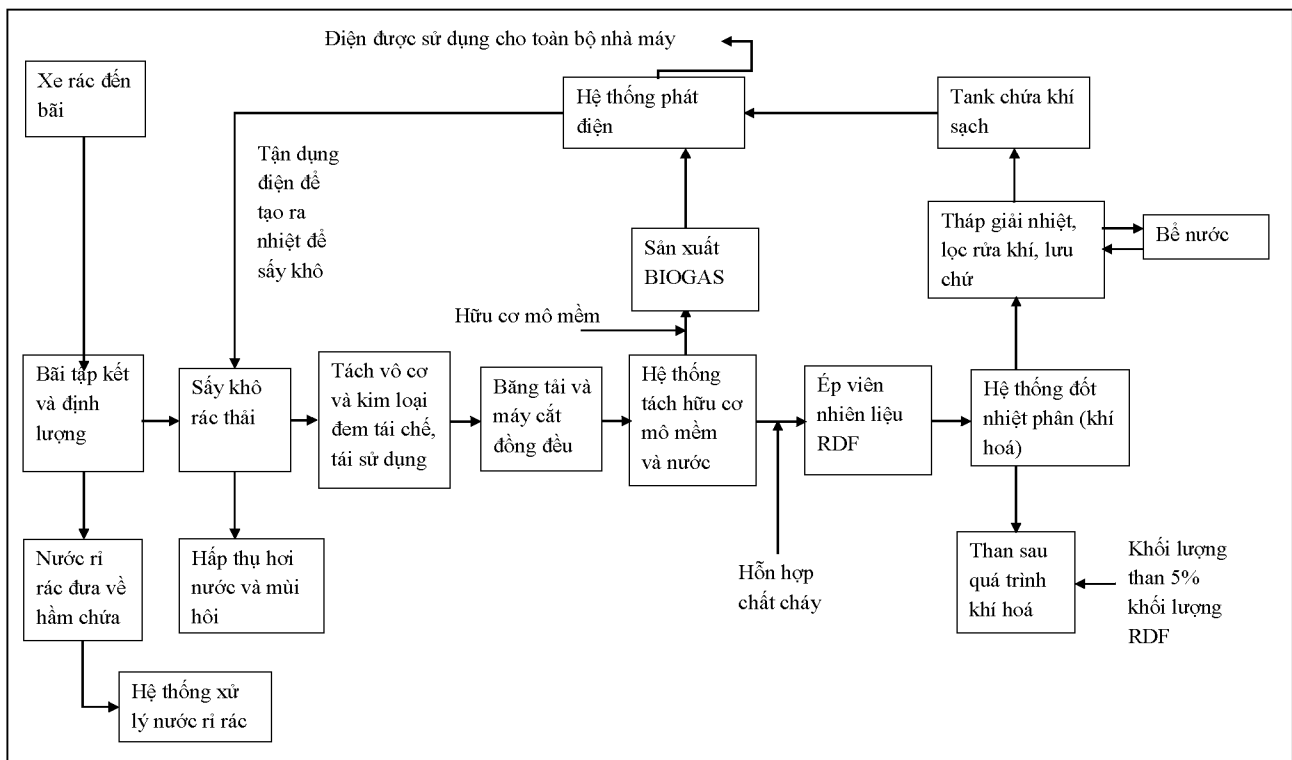 Điện được sử dụng cho toàn bộ nhà máy
Xe rác đến
bãi
Hệ thống phát
điện
Tank chứa khí
sạch
Tận dụng
điện để
tạo ra
nhiệt để
sấy khô
Sản xuất
BIOGAS
Tháp giải nhiệt,
lọc rửa khí, lưu
chứ
Bể nước
Hữu cơ mô mềm
Bãi tập kết
và định
lượng
Sấy khô
rác thải
Tách vô cơ
và kim loại
đem tái chế,
tái sử dụng
Băng tải và
máy cắt
đồng đều
Hệ thống
tách hữu cơ
mô mềm
và nước
Ép viên
nhiên liệu
RDF
Hệ thống đốt
nhiệt phân (khí
hoá)
Nước rỉ
rác đưa về
hầm chứa
Hấp thụ hơi
nước và mùi
hôi
Hỗn hợp
chất cháy
Than sau
quá trình
khí hoá
Khối lượng
than 5%
khối lượng
RDF
Hệ thống xử
lý nước rỉ rác